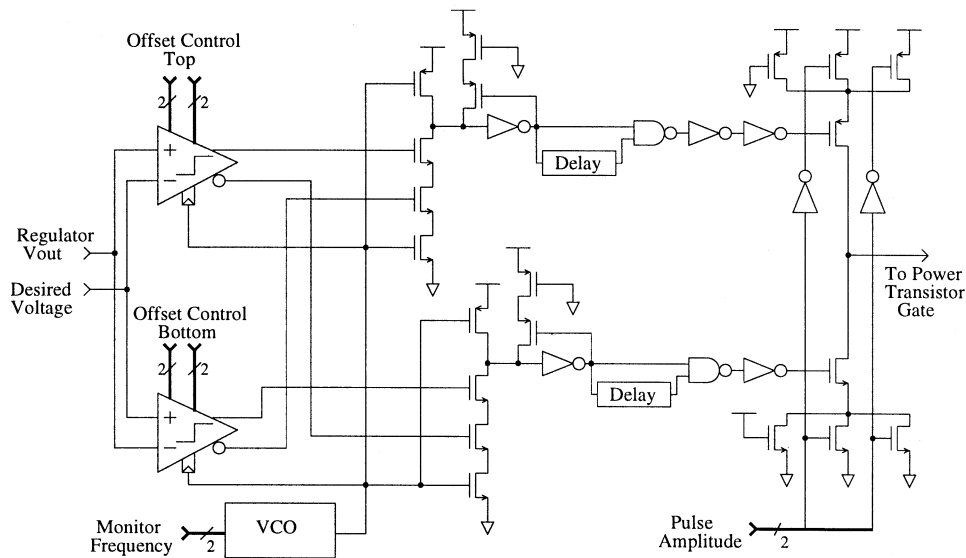 Offset Control
Top
2 2
+
−
Regulator
Vout
Desired
Voltage
Offset Control
Bottom
2 2
+
−
Monitor
Frequency
2
VCO
Delay
Delay
To Power
Transistor
Gate
Pulse
Amplitude
2